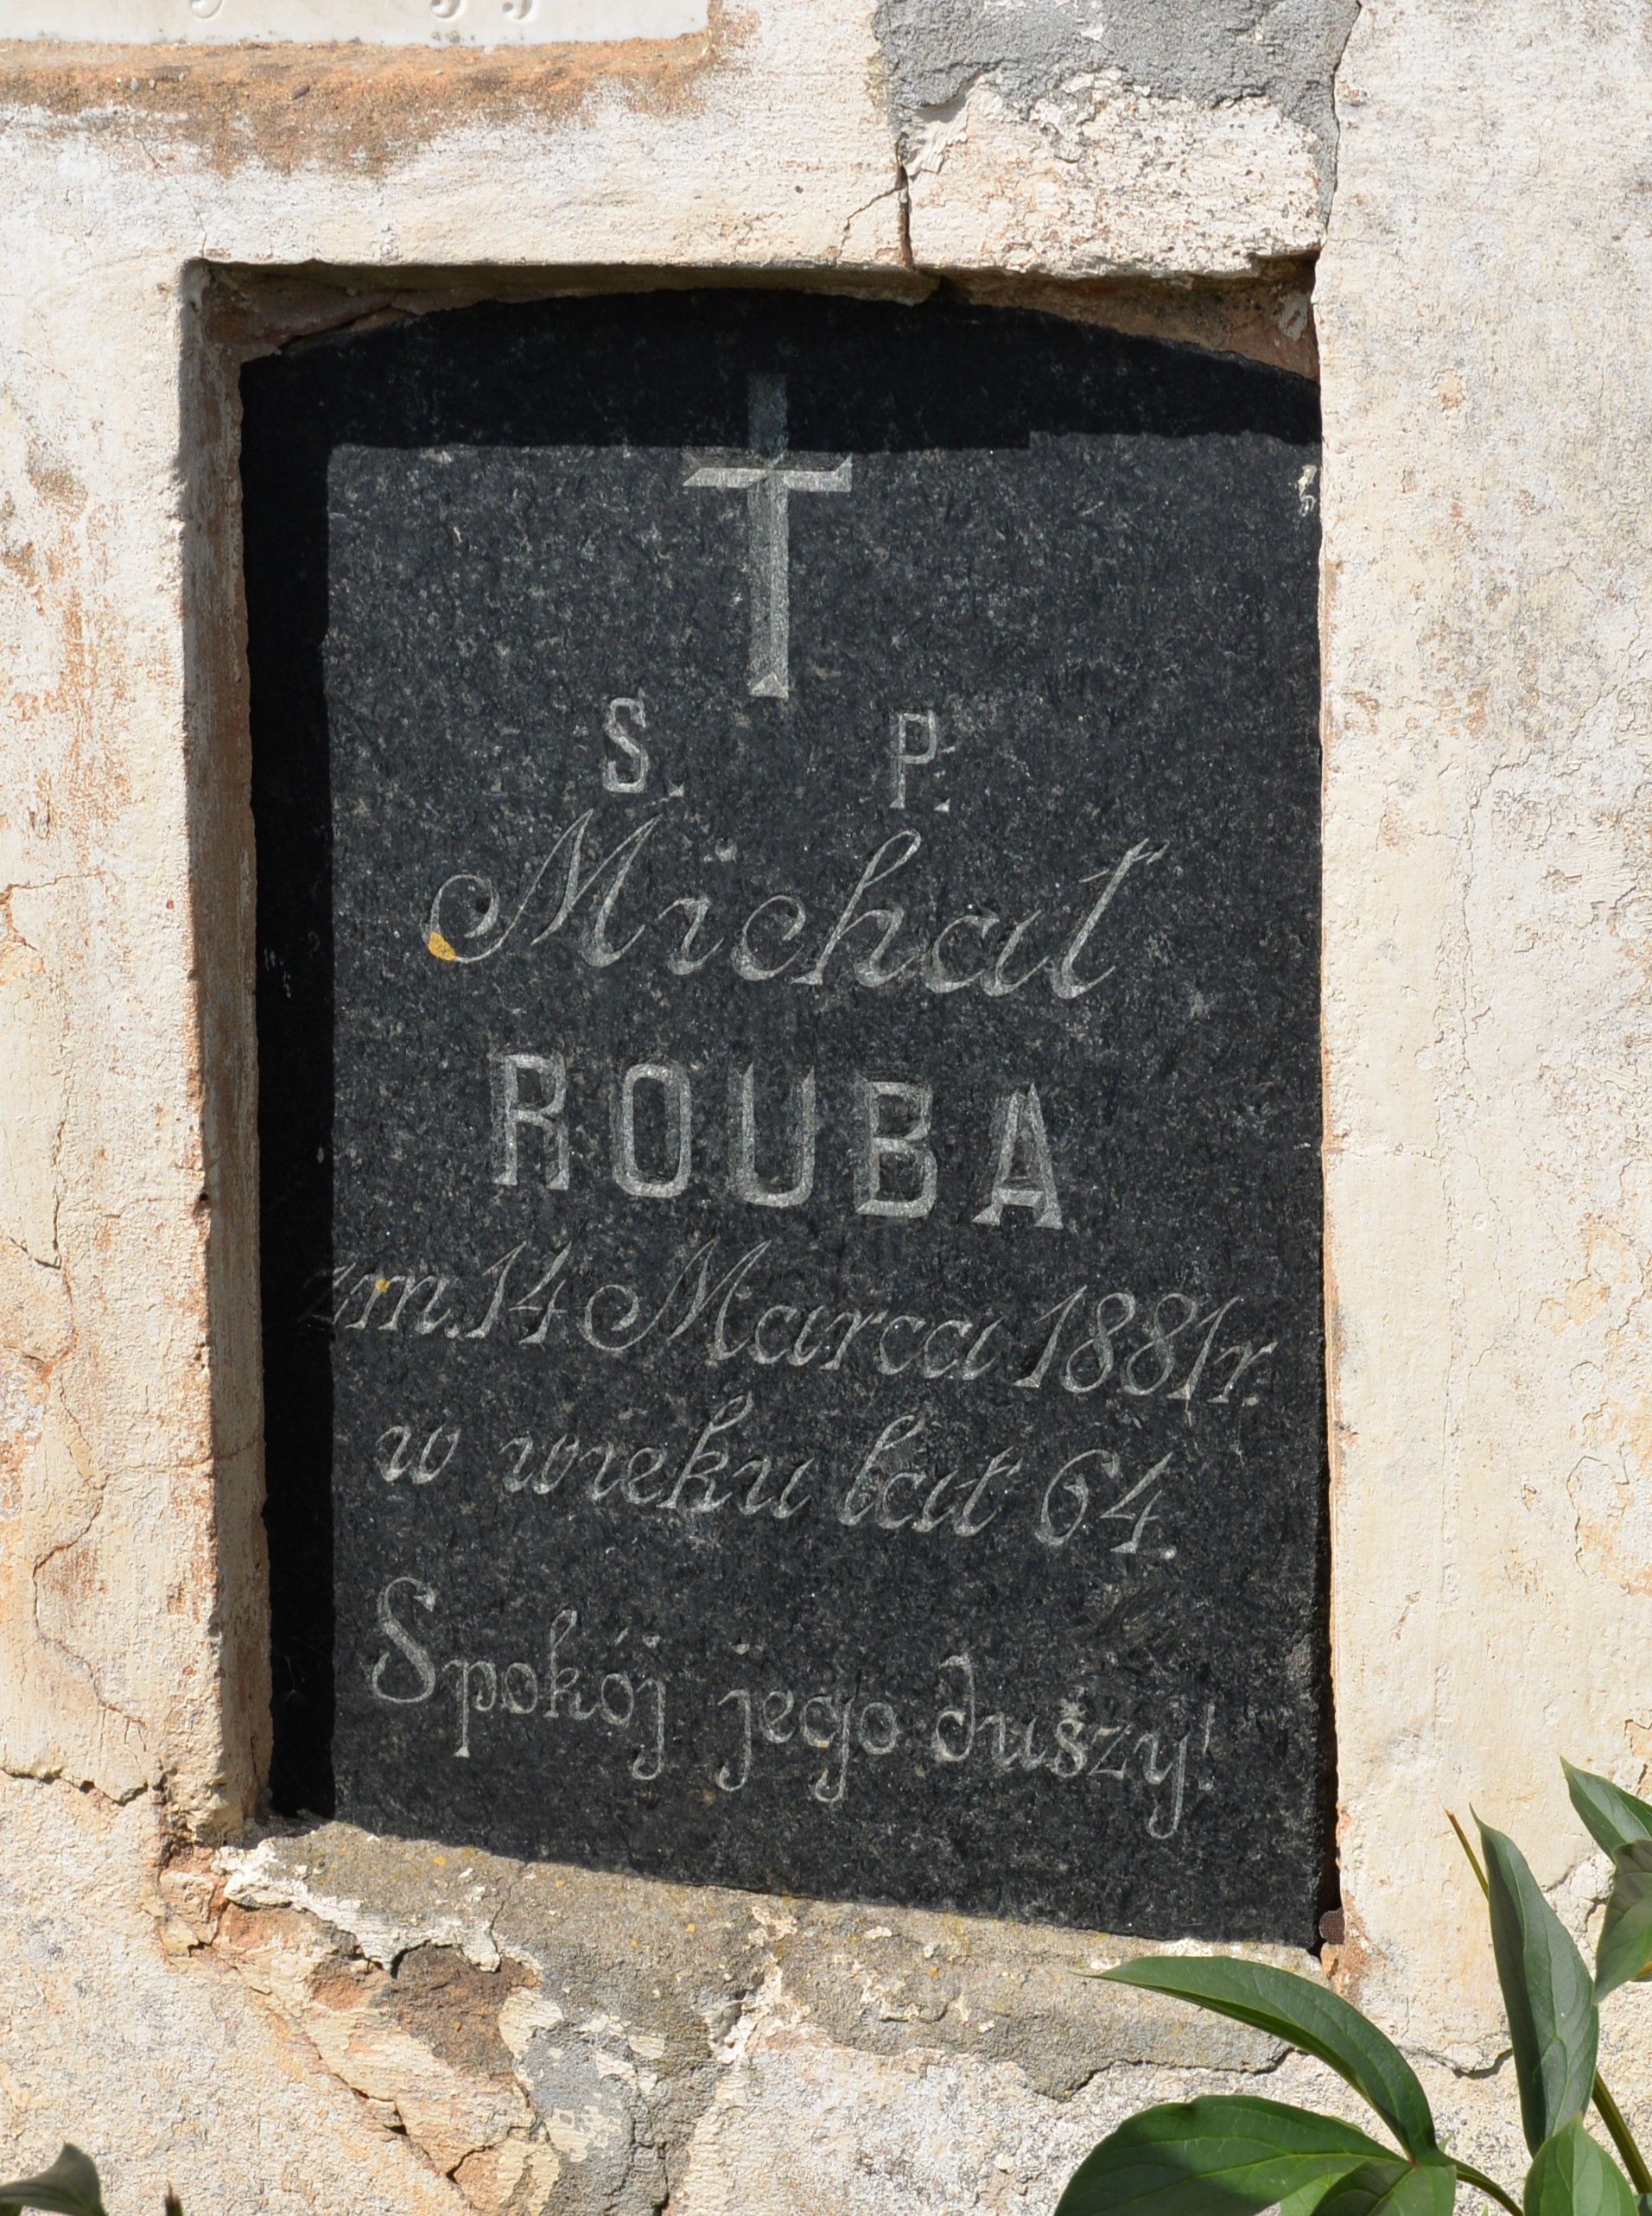 S. P.
Michał
ROUBA
zm. 14 Marca 1881 r.
w wieku lat 64.
Spokój jego duszy!